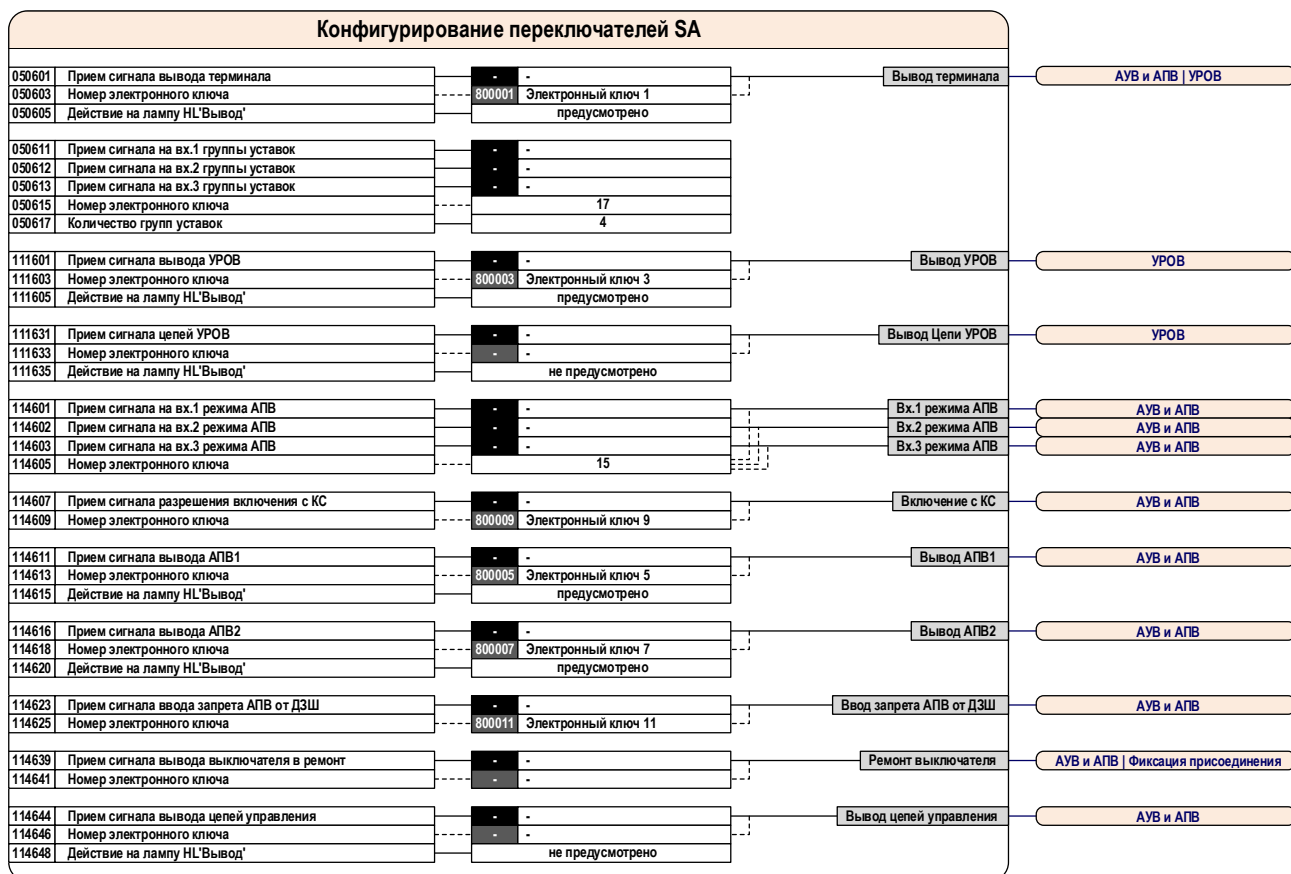 Конфигурирование переключателей SA
050601 Прием сигнала вывода терминала - - Вывод терминала АУВ и АПВ | УРОВ
050603 Номер электронного ключа 800001 Электронный ключ 1
050605 Действие на лампу HL'Вывод' предусмотрено
050611 Прием сигнала на вх.1 группы уставок - -
050612 Прием сигнала на вх.2 группы уставок - -
050613 Прием сигнала на вх.3 группы уставок - -
050615 Номер электронного ключа 17
050617 Количество групп уставок 4
111601 Прием сигнала вывода УРОВ - - Вывод УРОВ УРОВ
111603 Номер электронного ключа 800003 Электронный ключ 3
111605 Действие на лампу HL'Вывод' предусмотрено
111631 Прием сигнала цепей УРОВ - - Вывод Цепи УРОВ УРОВ
111633 Номер электронного ключа - -
111635 Действие на лампу HL'Вывод' не предусмотрено
114601 Прием сигнала на вх.1 режима АПВ - - Вх.1 режима АПВ АУВ и АПВ
114602 Прием сигнала на вх.2 режима АПВ - - Вх.2 режима АПВ АУВ и АПВ
114603 Прием сигнала на вх.3 режима АПВ - - Вх.3 режима АПВ АУВ и АПВ
114605 Номер электронного ключа 15
114607 Прием сигнала разрешения включения с КС - - Включение с КС АУВ и АПВ
114609 Номер электронного ключа 800009 Электронный ключ 9
114611 Прием сигнала вывода АПВ1 - - Вывод АПВ1 АУВ и АПВ
114613 Номер электронного ключа 800005 Электронный ключ 5
114615 Действие на лампу HL'Вывод' предусмотрено
114616 Прием сигнала вывода АПВ2 - - Вывод АПВ2 АУВ и АПВ
114618 Номер электронного ключа 800007 Электронный ключ 7
114620 Действие на лампу HL'Вывод' предусмотрено
114623 Прием сигнала ввода запрета АПВ от ДЗШ - - Ввод запрета АПВ от ДЗШ АУВ и АПВ
114625 Номер электронного ключа 800011 Электронный ключ 11
114639 Прием сигнала вывода выключателя в ремонт - - Ремонт выключателя АУВ и АПВ | Фиксация присоединения
114641 Номер электронного ключа - -
114644 Прием сигнала вывода цепей управления - - Вывод цепей управления АУВ и АПВ
114646 Номер электронного ключа - -
114648 Действие на лампу HL'Вывод' не предусмотрено